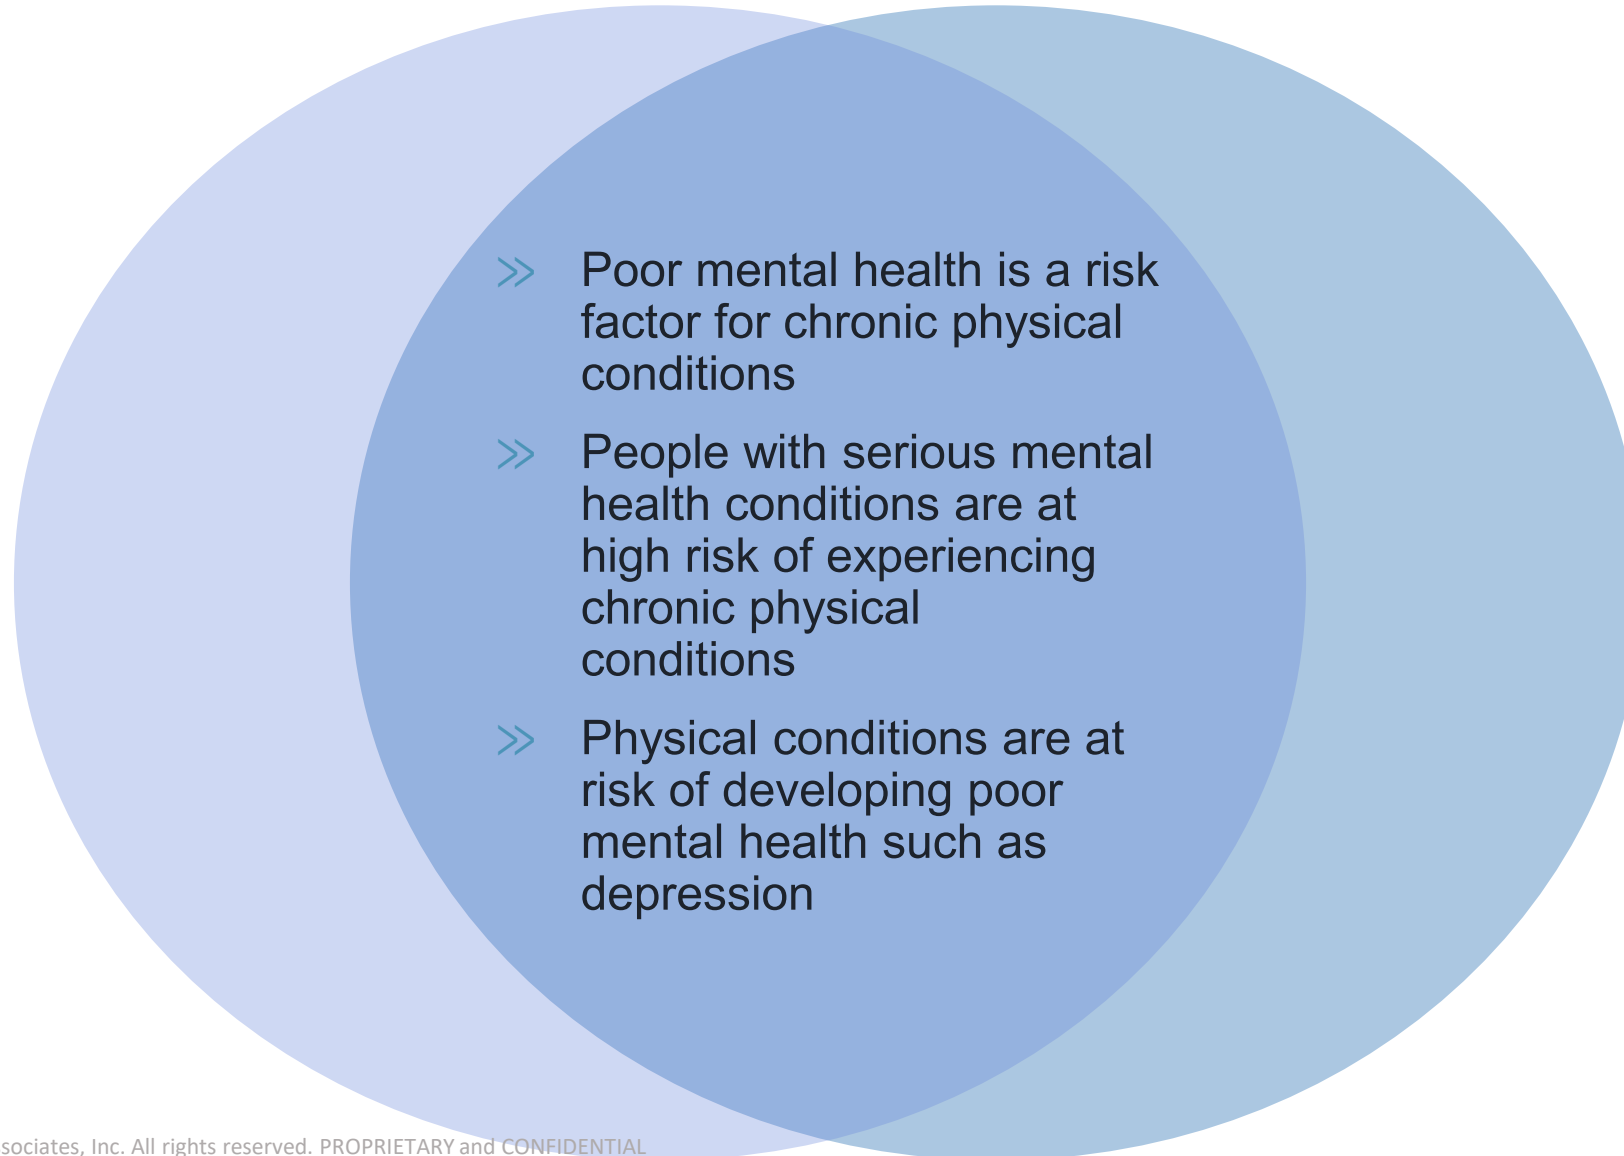 » Poor mental health is a risk
factor for chronic physical
conditions
» People with serious mental
health conditions are at
high risk of experiencing
chronic physical
conditions
» Physical conditions are at
risk of developing poor
mental health such as
depression
sociates, Inc. All rights reserved. PROPRIETARY and CONFIDENTIAL